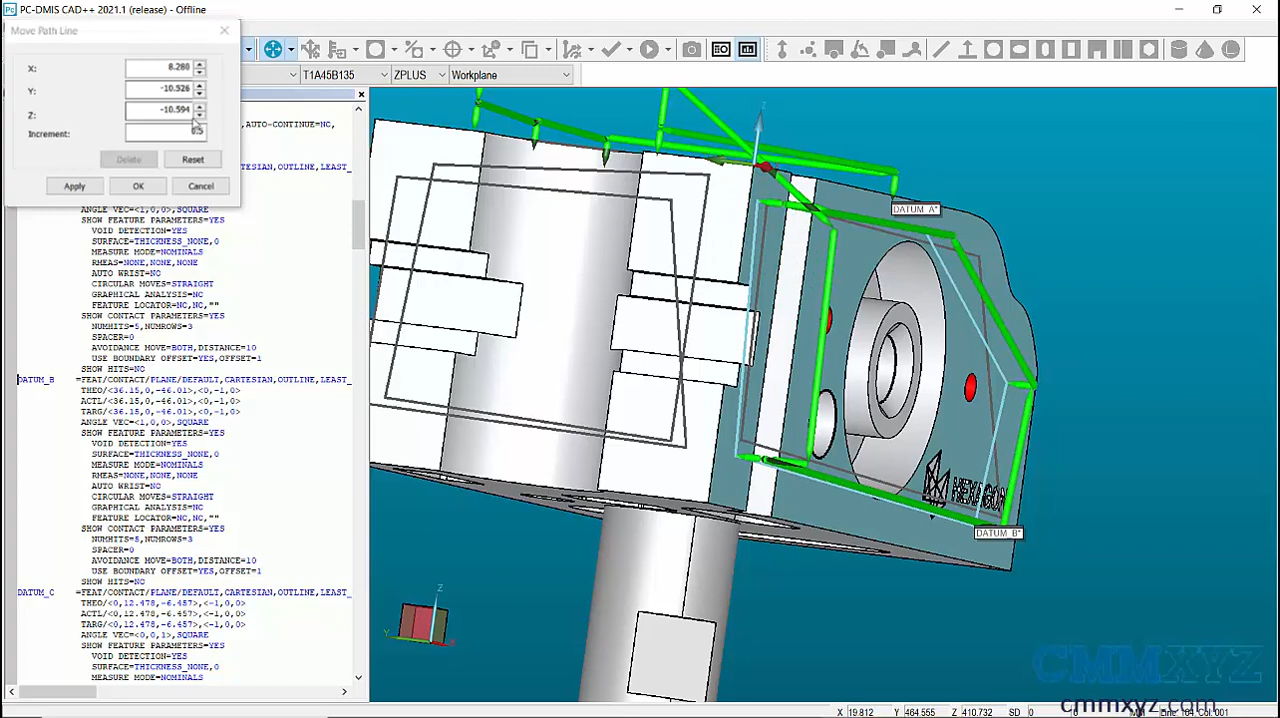 PC-DMIS CAD++ 2021.1 (release) - Offline
Move Path Line
X: 8.280
Y: -10.526
Z: -10.594
Increment:
Delete
Reset
Apply
OK
Cancel
T1A45B135
ZPLUS
Workplane
,AUTO-CONTINUE=NC,
ESIAN,OUTLINE,LEAST_
ANGLE VEC=<1,0,0>,SQUARE
SHOW FEATURE PARAMETERS=YES
VOID DETECTION=YES
SURFACE=THICKNESS_NONE,0
MEASURE MODE=NOMINALS
RMEAS=NONE,NONE,NONE
AUTO WRIST=NO
CIRCULAR MOVES=STRAIGHT
GRAPHICAL ANALYSIS=NO
FEATURE LOCATOR=NO,NO,""
SHOW CONTACT PARAMETERS=YES
NUMHITS=5,NUMROWS=3
SPACER=0
AVOIDANCE MOVE=BOTH,DISTANCE=10
USE BOUNDARY OFFSET=YES,OFFSET=1
SHOW HITS=NO
DATUM_B =FEAT/CONTACT/PLANE/DEFAULT,CARTESIAN,OUTLINE,LEAST_
THEO/<36.15,0,-46.01>,<0,-1,0>
ACTL/<36.15,0,-46.01>,<0,-1,0>
TARG/<36.15,0,-46.01>,<0,-1,0>
ANGLE VEC=<1,0,0>,SQUARE
SHOW FEATURE PARAMETERS=YES
VOID DETECTION=YES
SURFACE=THICKNESS_NONE,0
MEASURE MODE=NOMINALS
RMEAS=NONE,NONE,NONE
AUTO WRIST=NO
CIRCULAR MOVES=STRAIGHT
GRAPHICAL ANALYSIS=NO
FEATURE LOCATOR=NO,NO,""
SHOW CONTACT PARAMETERS=YES
NUMHITS=5,NUMROWS=3
SPACER=0
AVOIDANCE MOVE=BOTH,DISTANCE=10
USE BOUNDARY OFFSET=YES,OFFSET=1
SHOW HITS=NO
DATUM_C =FEAT/CONTACT/PLANE/DEFAULT,CARTESIAN,OUTLINE,LEAST_
THEO/<0,12.478,-6.457>,<-1,0,0>
ACTL/<0,12.478,-6.457>,<-1,0,0>
TARG/<0,12.478,-6.457>,<-1,0,0>
ANGLE VEC=<0,0,1>,SQUARE
SHOW FEATURE PARAMETERS=YES
VOID DETECTION=YES
SURFACE=THICKNESS_NONE,0
MEASURE MODE=NOMINALS
Z
DATUM_A*
HEXAGON
DATUM_B*
Z
Y
X
CMMXYZ
cmmxyz.com
X 19.812 Y 464.555 Z 410.732 SD 0